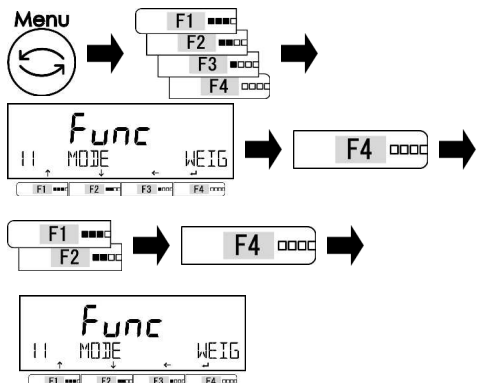 Menu
F1
F2
F3
F4
Func
11 MODE WEIG
↑ ↓ ← ↵
F1 F2 F3 F4
F4
F1
F2
F4
Func
11 MODE WEIG
↑ ↓ ← ↵
F1 F2 F3 F4